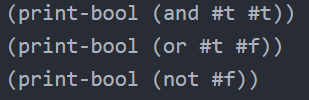 (print-bool (and #t #t))
(print-bool (or #t #f))
(print-bool (not #f))